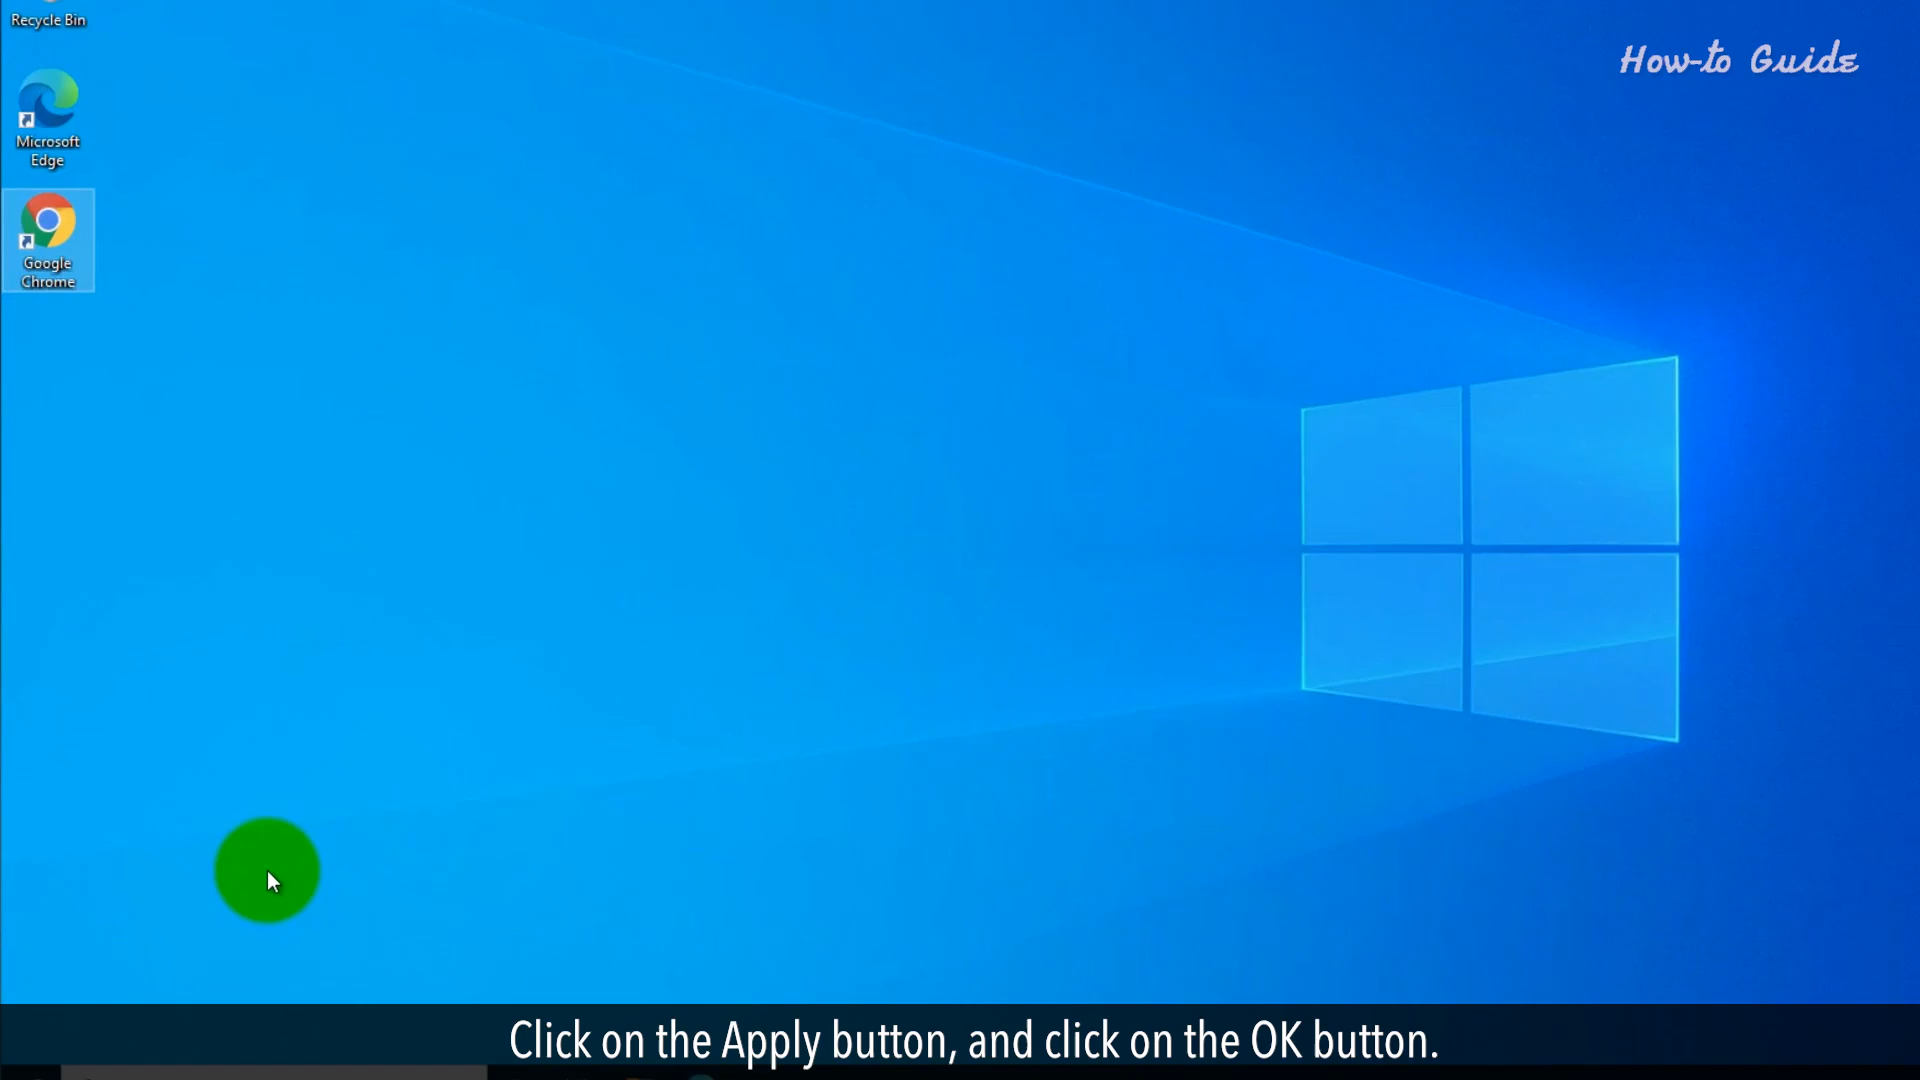 Recycle Bin
How-to Guide
Microsoft
Edge
Google
Chrome
Click on the Apply button, and click on the OK button.